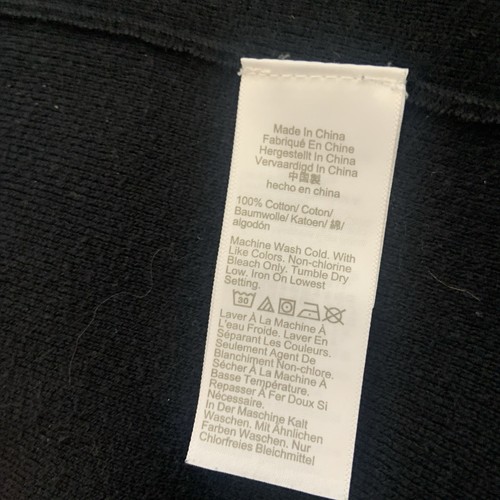 Made In China
Fabriqué En Chine
Hergestellt In China
Vervaardigd In China
中国製
hecho en china
100% Cotton/ Coton/
Baumwolle/ Katoen/ 綿/
algodón
Machine Wash Cold. With
Like Colors. Non-chlorine
Bleach Only. Tumble Dry
Low. Iron On Lowest
Setting.
30
Laver À La Machine À
L'eau Froide. Laver En
Séparant Les Couleurs.
Seulement Agent De
Blanchiment Non-chlore.
Sécher À La Machine À
Basse Température.
Repasser À Fer Doux Si
Nécessaire.
In Der Maschine Kalt
Waschen. Mit Ähnlichen
Farben Waschen. Nur
Chlorfreies Bleichmittel